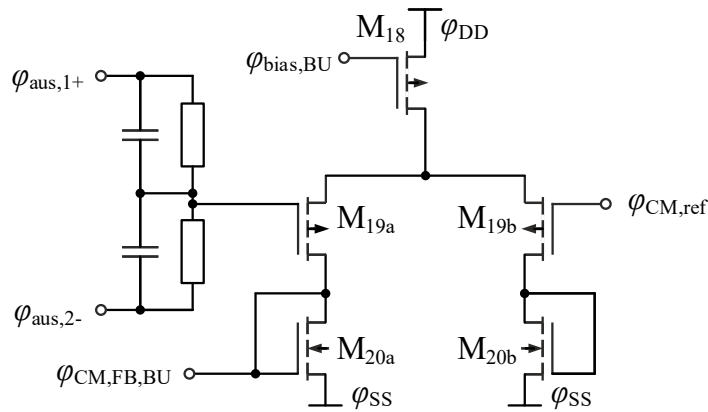 M18
φDD
φbias,BU
φaus,1+
M19a
M19b
φCM,ref
φaus,2-
M20a
M20b
φCM,FB,BU
φSS
φSS